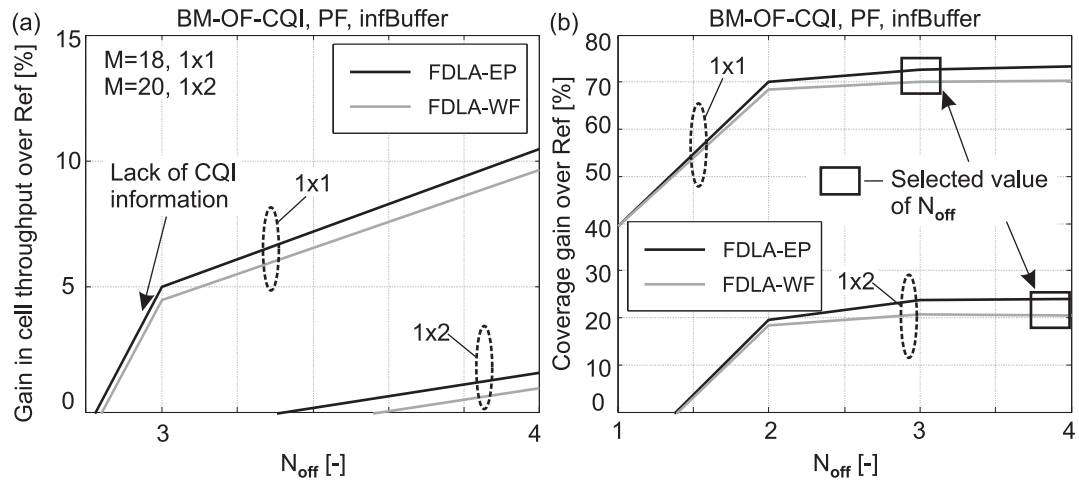 (a)
BM-OF-CQI, PF, infBuffer
15
10
5
0
Gain in cell throughput over Ref [%]
M=18, 1x1
M=20, 1x2
FDLA-EP
FDLA-WF
Lack of CQI
information
1x1
1x2
3
4
N_off [-]
(b)
BM-OF-CQI, PF, infBuffer
80
70
60
50
40
30
20
10
0
Coverage gain over Ref [%]
1x1
Selected value
of N_off
FDLA-EP
FDLA-WF
1x2
1
2
3
4
N_off [-]